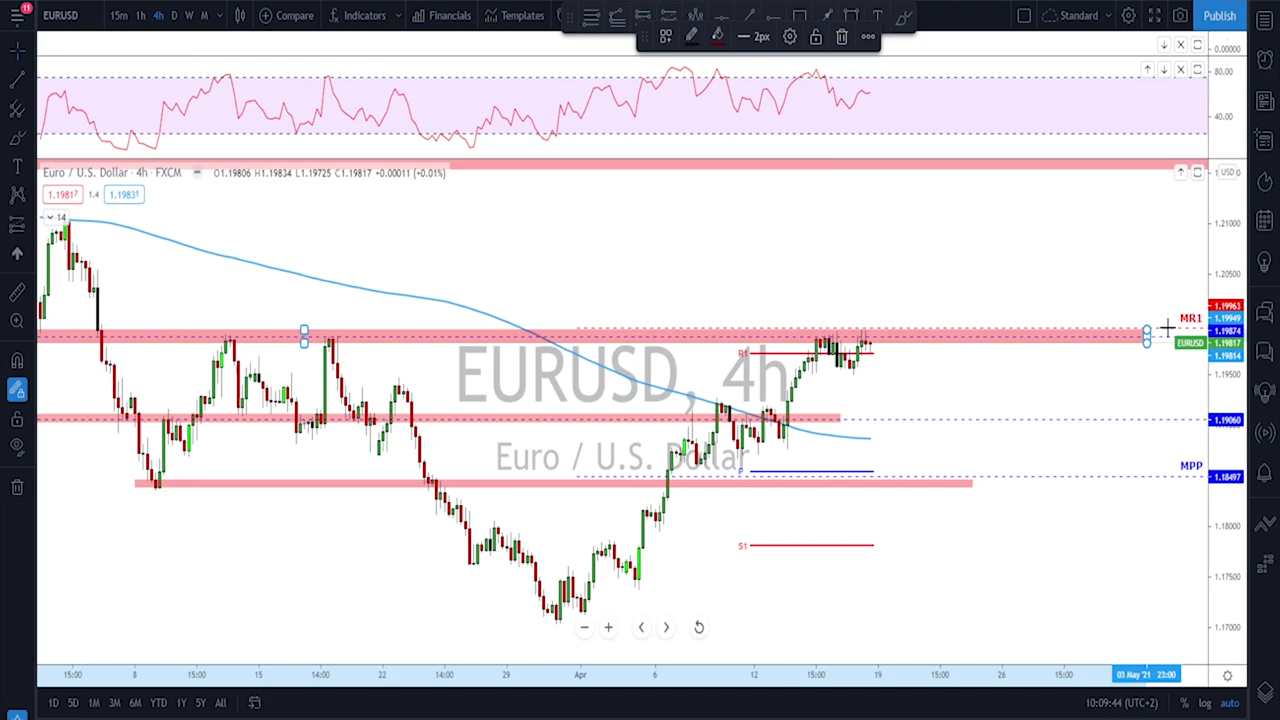 11
EURUSD 15m 1h 4h D W M Compare Indicators Financials Templates Standard Publish
2px
0.00000
80.00
40.00
Euro / U.S. Dollar · 4h · FXCM O1.19806 H1.19834 L1.19725 C1.19817 +0.00011 (+0.01%)
USD
1.19817 1.4 1.19831
14
1.21000
1.20500
1.19963
MR1 1.19949
1.19874
EURUSD 1.19817
1.19814
R1
1.19500
EURUSD, 4h
1.19060
Euro / U.S. Dollar
P
MPP
1.18497
1.18000
S1
1.17500
1.17000
15:00 8 15:00 15 14:00 22 14:00 29 Apr 6 12 15:00 19 15:00 26 15:00 03 May '21 23:00
1D 5D 1M 3M 6M YTD 1Y 5Y All 10:09:44 (UTC+2) % log auto